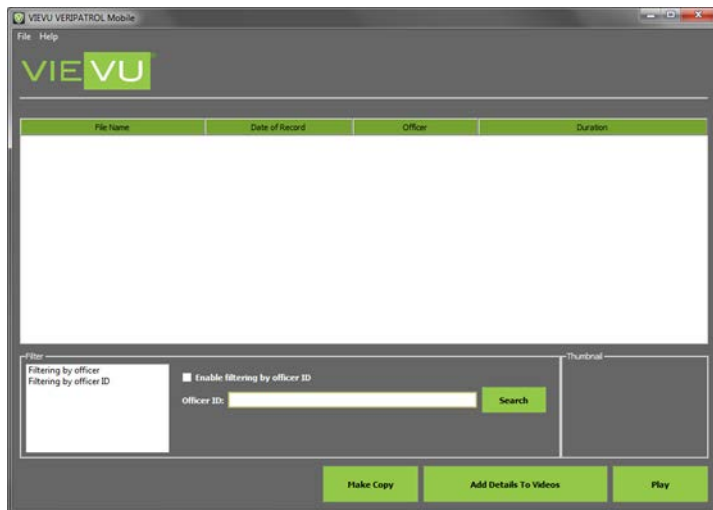 VIEVU VERIPATROL Mobile
File Help
VIEVU
File Name Date of Record Officer Duration
Filter
Filtering by officer
Filtering by officer ID
Enable filtering by officer ID
Officer ID: Search
Thumbnail
Make Copy Add Details To Videos Play